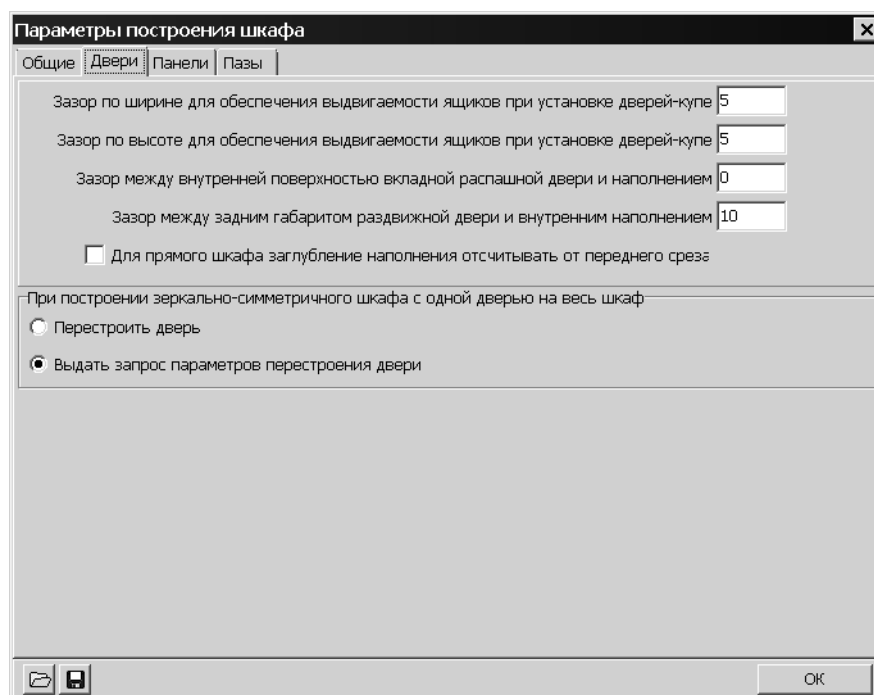 Параметры построения шкафа
Общие Двери Панели Пазы
Зазор по ширине для обеспечения выдвигаемости ящиков при установке дверей-купе 5
Зазор по высоте для обеспечения выдвигаемости ящиков при установке дверей-купе 5
Зазор между внутренней поверхностью вкладной распашной двери и наполнением 0
Зазор между задним габаритом раздвижной двери и внутренним наполнением 10
Для прямого шкафа заглубление наполнения отсчитывать от переднего среза
При построении зеркально-симметричного шкафа с одной дверью на весь шкаф
Перестроить дверь
Выдать запрос параметров перестроения двери
ОК